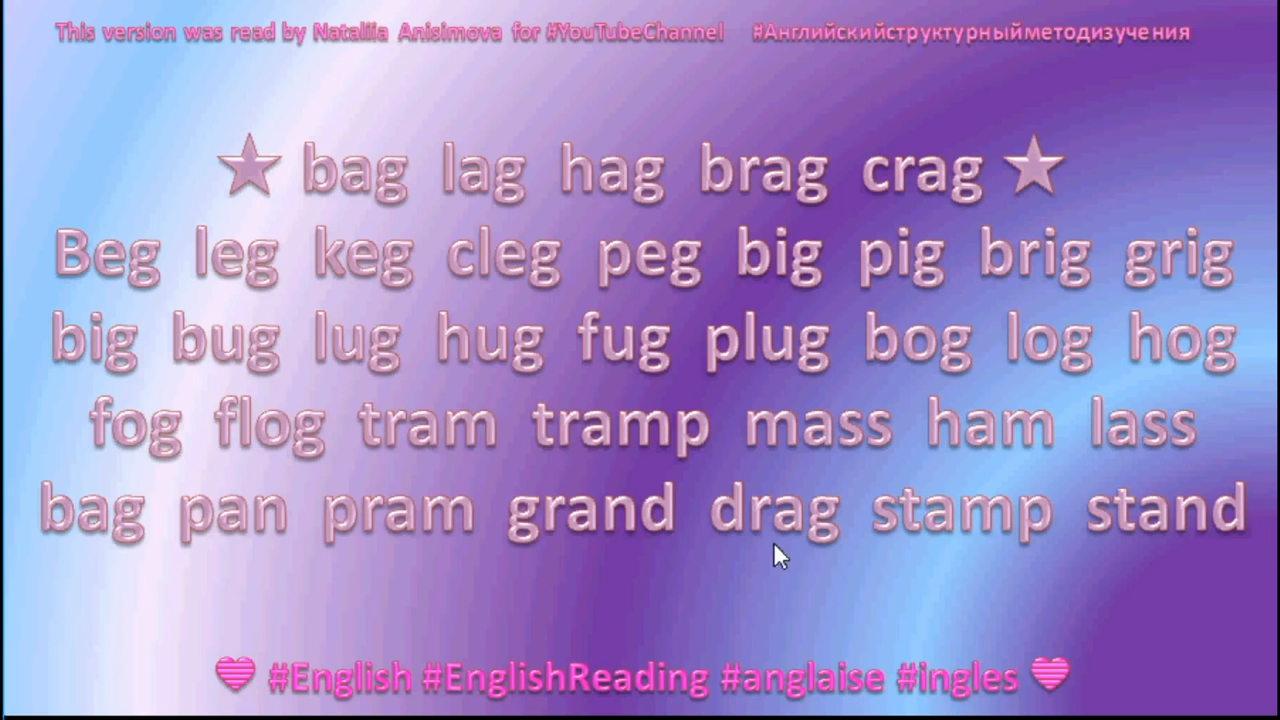 This version was read by Nataliia Anisimova for #YouTubeChannel #Английскийструктурныйметодизучения
★ bag lag hag brag crag ★
Beg leg keg cleg peg big pig brig grig
big bug lug hug fug plug bog log hog
fog flog tram tramp mass ham lass
bag pan pram grand drag stamp stand
#English #EnglishReading #anglaise #ingles